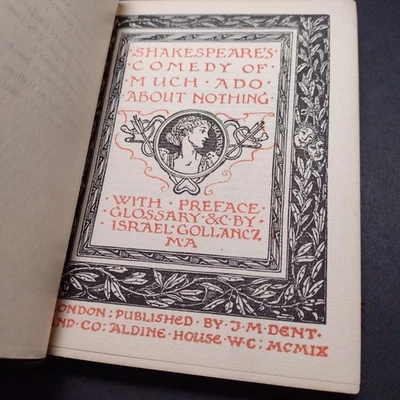 ·SHAKESPEARE'S·
COMEDY·OF·
MUCH·ADO·
ABOUT·NOTHING·
·WITH·PREFACE·
GLOSSARY·&C·BY·
ISRAEL·GOLLANCZ
M·A
LONDON:PUBLISHED·BY·J·M·DENT·
AND·CO:ALDINE·HOUSE·W·C:MCMIX